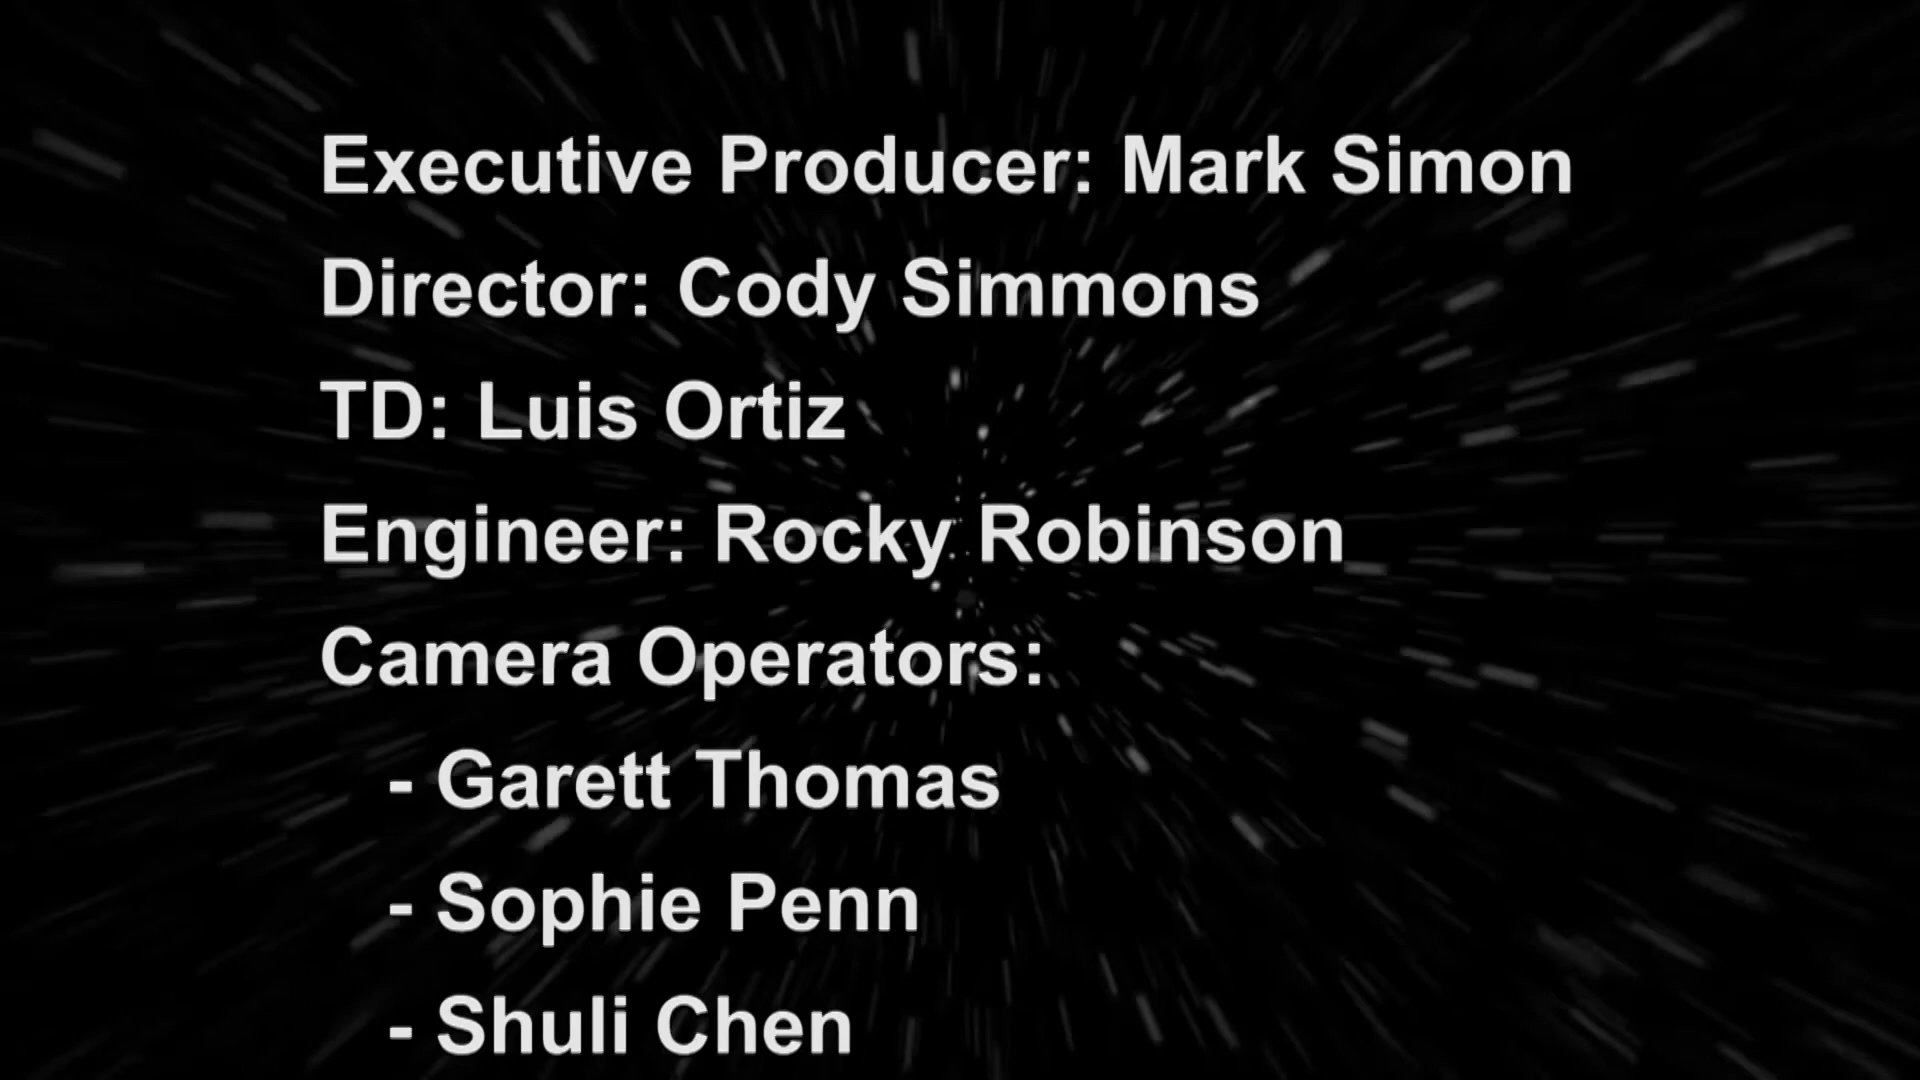 Executive Producer: Mark Simon
Director: Cody Simmons
TD: Luis Ortiz
Engineer: Rocky Robinson
Camera Operators:
- Garett Thomas
- Sophie Penn
- Shuli Chen